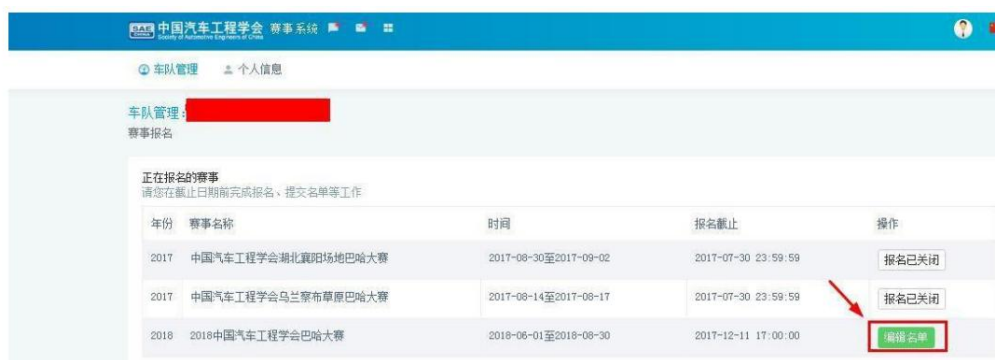 SAE CHINA 中国汽车工程学会 赛事系统
Society of Automotive Engineers of China
车队管理 个人信息
车队管理:
赛事报名
正在报名的赛事
请您在截止日期前完成报名、提交名单等工作
年份 赛事名称 时间 报名截止 操作
2017 中国汽车工程学会湖北襄阳场地巴哈大赛 2017-08-30至2017-09-02 2017-07-30 23:59:59 报名已关闭
2017 中国汽车工程学会乌兰察布草原巴哈大赛 2017-08-14至2017-08-17 2017-07-30 23:59:59 报名已关闭
2018 2018中国汽车工程学会巴哈大赛 2018-06-01至2018-08-30 2017-12-11 17:00:00 编辑名单